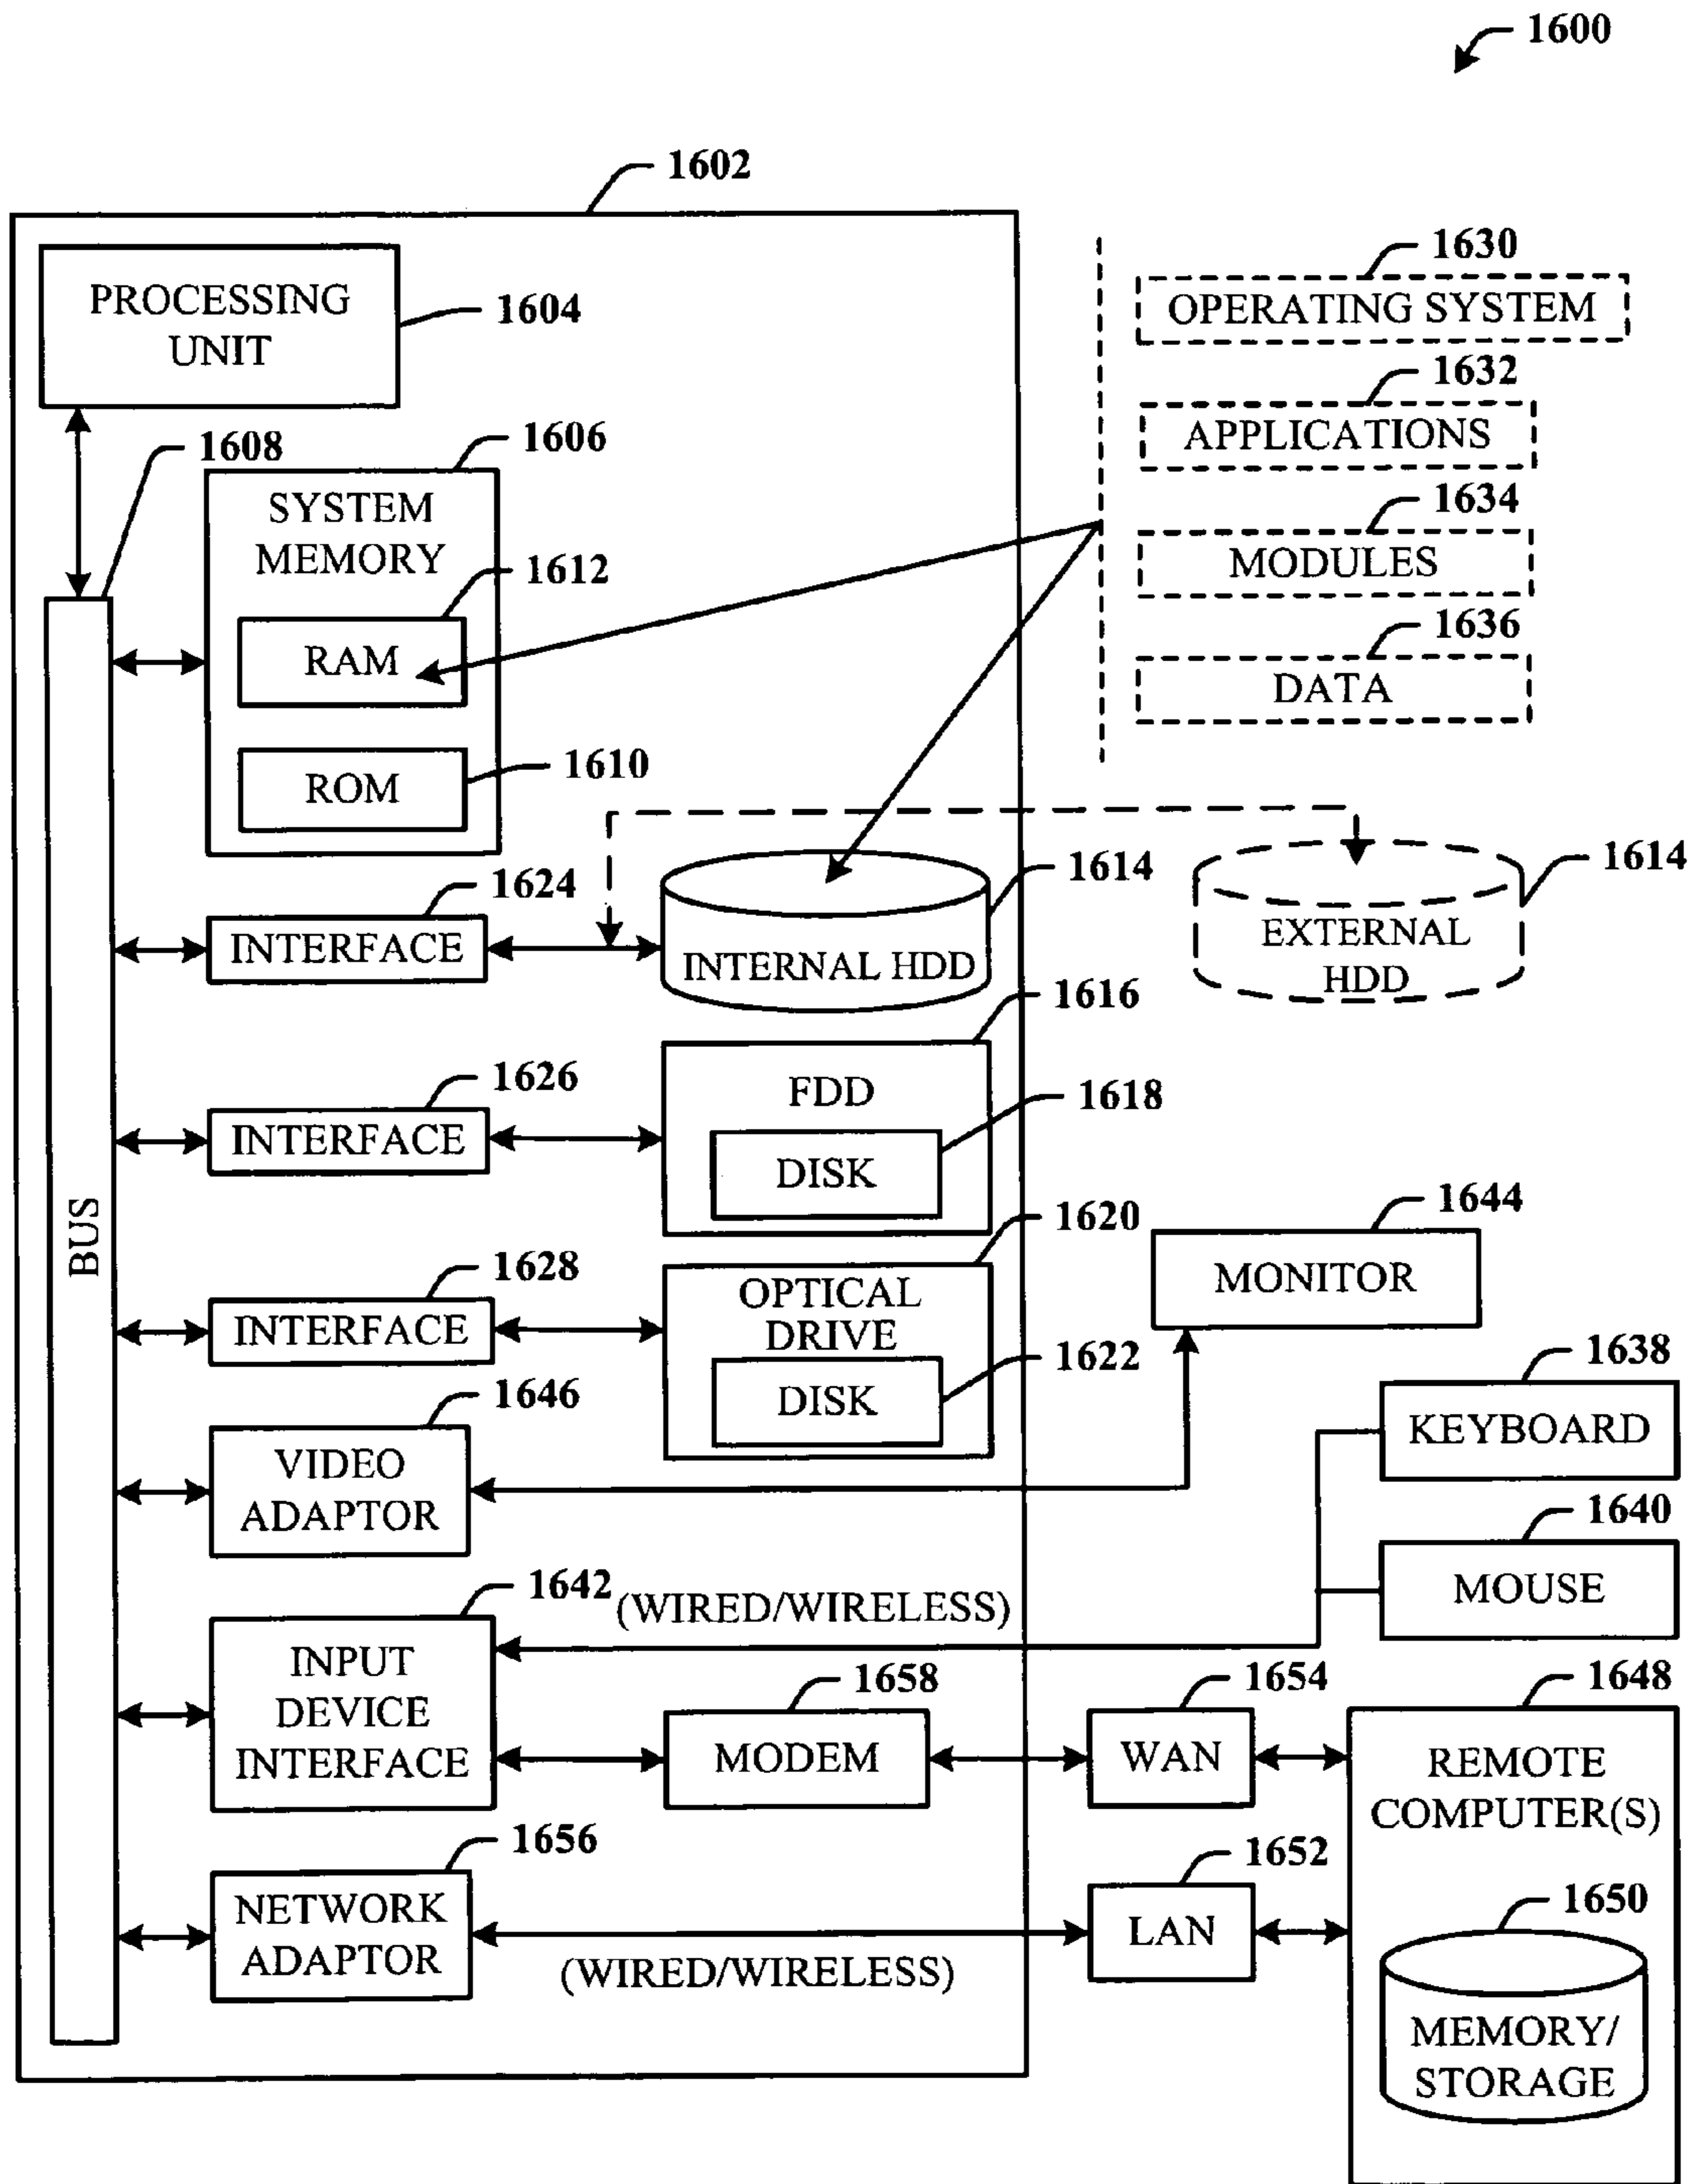 1600
1602
PROCESSING
UNIT
1604
1630
OPERATING SYSTEM
1632
APPLICATIONS
1634
MODULES
1636
DATA
1608
1606
SYSTEM
MEMORY
1612
RAM
1610
ROM
1624
INTERFACE
1614
INTERNAL HDD
1614
EXTERNAL
HDD
1616
FDD
1618
DISK
1626
INTERFACE
BUS
1620
OPTICAL
DRIVE
1622
DISK
1628
INTERFACE
1644
MONITOR
1646
VIDEO
ADAPTOR
1638
KEYBOARD
1640
MOUSE
1642
(WIRED/WIRELESS)
INPUT
DEVICE
INTERFACE
1658
MODEM
1654
WAN
1648
REMOTE
COMPUTER(S)
1656
NETWORK
ADAPTOR
(WIRED/WIRELESS)
1652
LAN
1650
MEMORY/
STORAGE